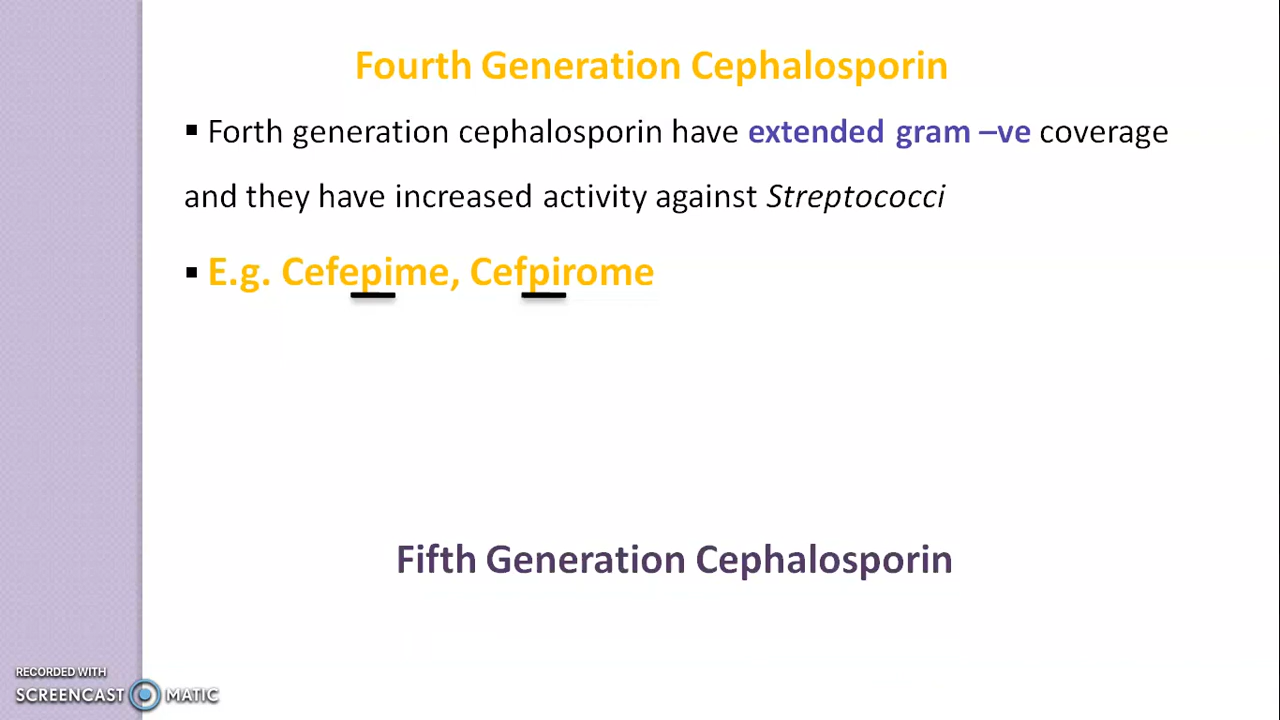 Fourth Generation Cephalosporin
▪ Forth generation cephalosporin have extended gram –ve coverage
and they have increased activity against Streptococci
▪ E.g. Cefepime, Cefpirome
Fifth Generation Cephalosporin
RECORDED WITH
SCREENCAST MATIC